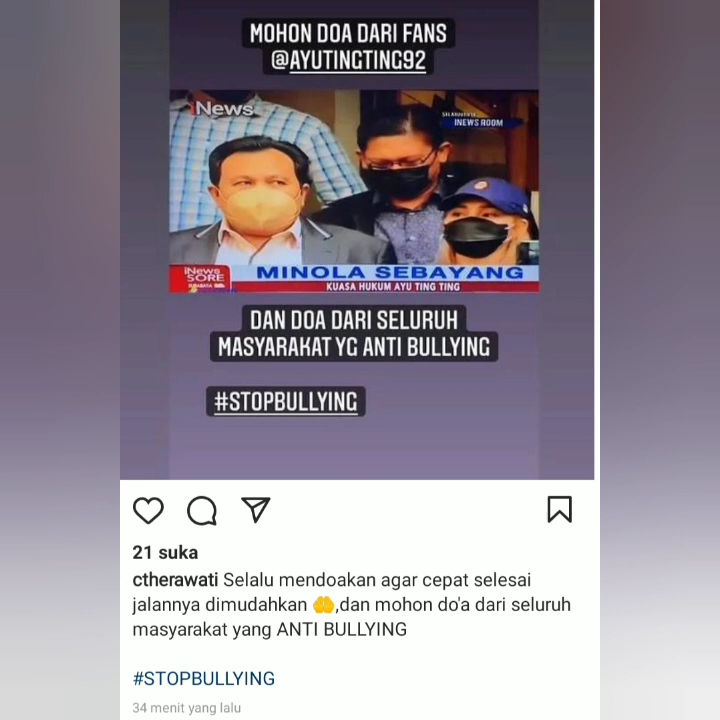 MOHON DOA DARI FANS
@AYUTINGTING92
iNews
INEWS ROOM
iNews
SORE
MINOLA SEBAYANG
KUASA HUKUM AYU TING TING
DAN DOA DARI SELURUH
MASYARAKAT YG ANTI BULLYING
#STOPBULLYING
21 suka
ctherawati Selalu mendoakan agar cepat selesai
jalannya dimudahkan 🤲,dan mohon do'a dari seluruh
masyarakat yang ANTI BULLYING
#STOPBULLYING
34 menit yang lalu